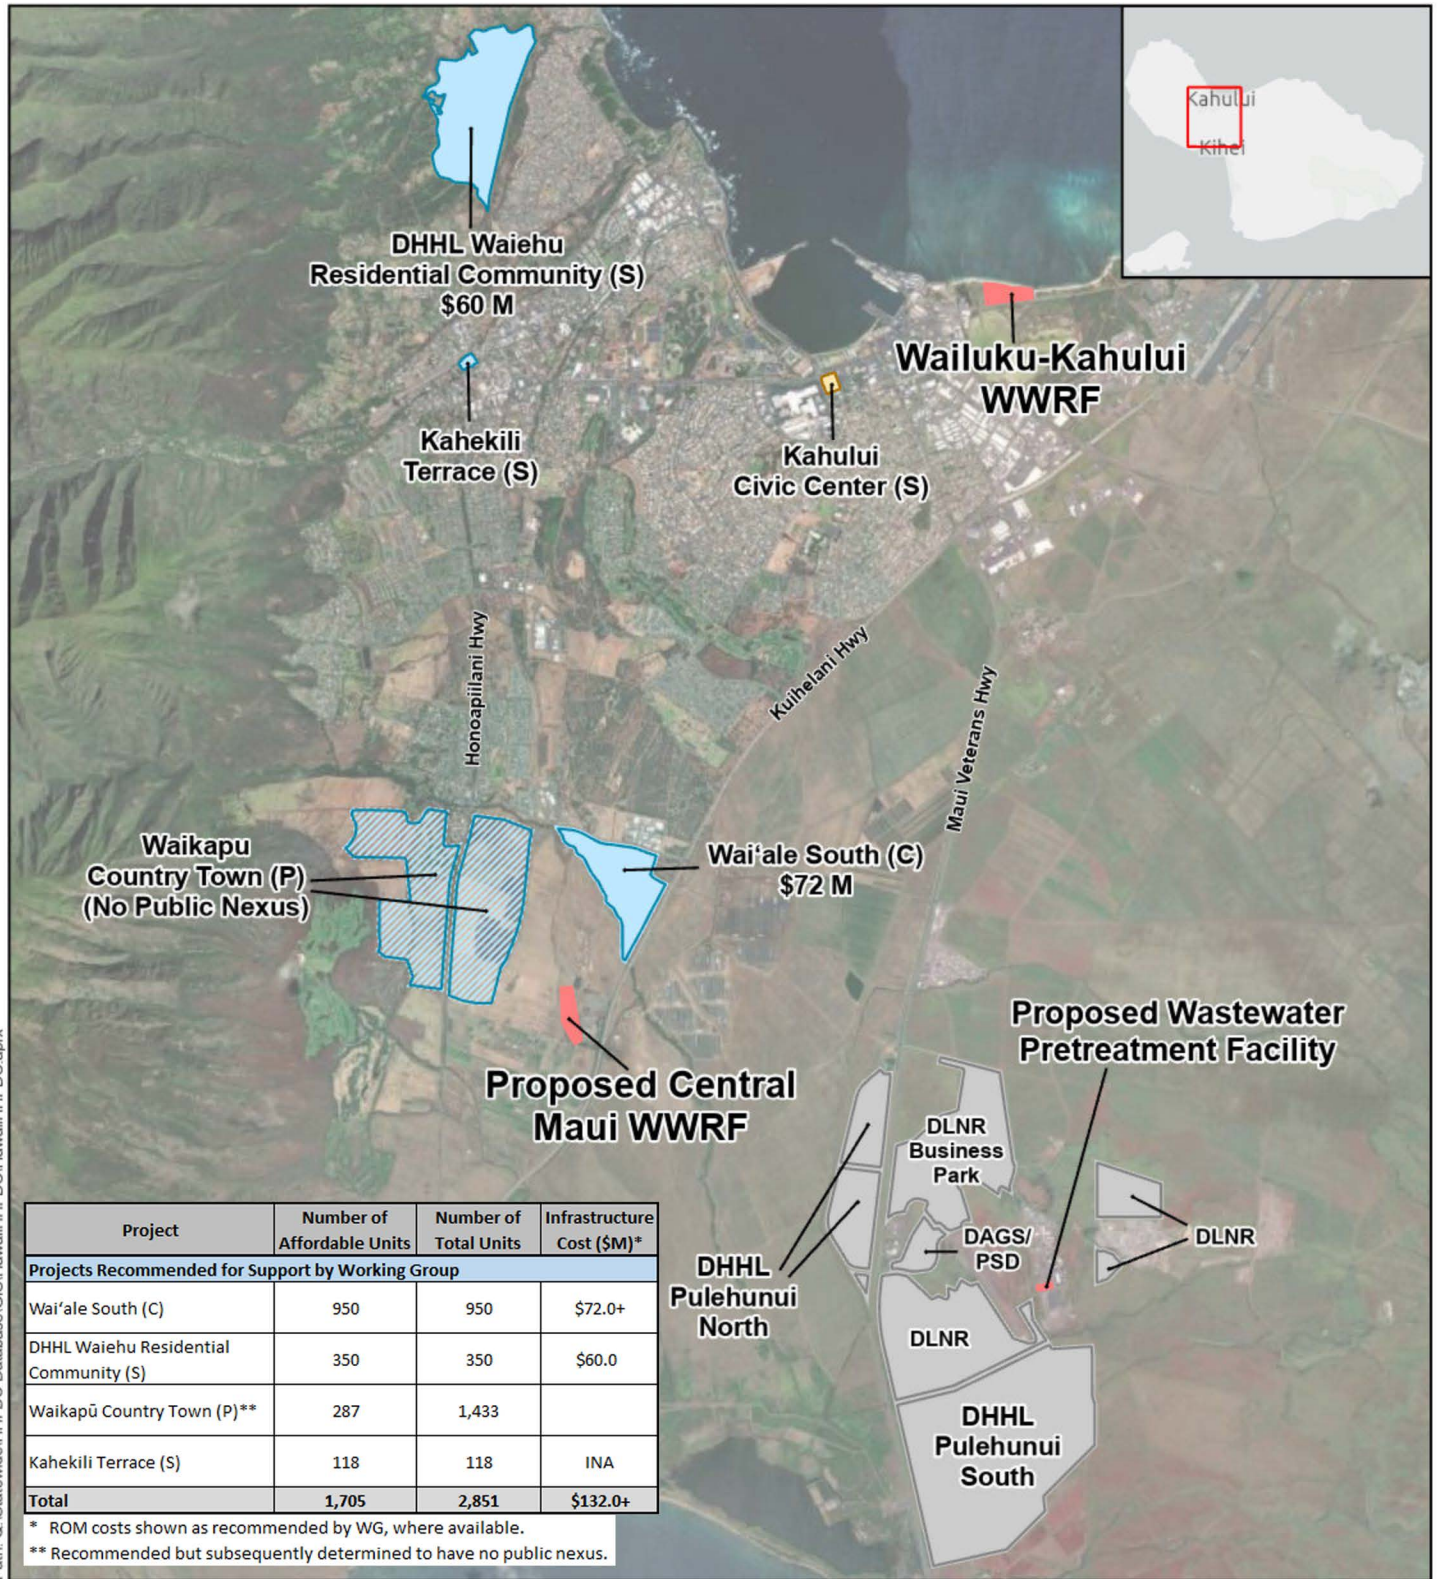 Kahului
Kihei
DHHL Waiehu
Residential Community (S)
$60 M
Wailuku-Kahului
WWRF
Kahekili
Terrace (S)
Kahului
Civic Center (S)
Honoapiilani Hwy
Kuihelani Hwy
Maui Veterans Hwy
Waikapu
Country Town (P)
(No Public Nexus)
Waiʻale South (C)
$72 M
Proposed Central
Maui WWRF
Proposed Wastewater
Pretreatment Facility
DLNR
Business
Park
DAGS/
PSD
DLNR
DHHL
Pulehunui
North
DLNR
DHHL
Pulehunui
South
Project
Number of
Affordable Units
Number of
Total Units
Infrastructure
Cost ($M)*
Projects Recommended for Support by Working Group
Waiʻale South (C) 950 950 $72.0+
DHHL Waiehu Residential
Community (S) 350 350 $60.0
Waikapū Country Town (P)** 287 1,433
Kahekili Terrace (S) 118 118 INA
Total 1,705 2,851 $132.0+
* ROM costs shown as recommended by WG, where available.
** Recommended but subsequently determined to have no public nexus.